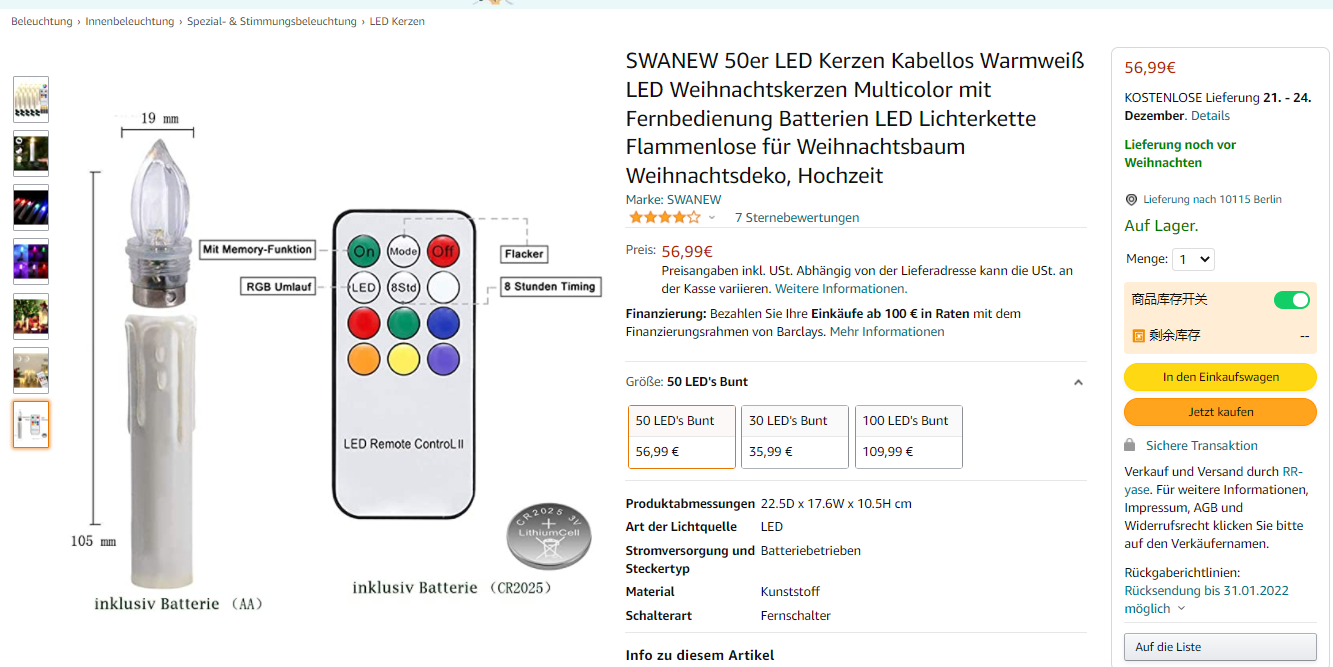 Beleuchtung › Innenbeleuchtung › Spezial- & Stimmungsbeleuchtung › LED Kerzen
19 mm
105 mm
inklusiv Batterie （AA）
Mit Memory-Funktion
RGB Umlauf
Flacker
8 Stunden Timing
On
Mode
Off
LED
8Std
LED Remote ControL II
CR2025 3V
+
LithiumCell
inklusiv Batterie （CR2025）
SWANEW 50er LED Kerzen Kabellos Warmweiß
LED Weihnachtskerzen Multicolor mit
Fernbedienung Batterien LED Lichterkette
Flammenlose für Weihnachtsbaum
Weihnachtsdeko, Hochzeit
Marke: SWANEW
7 Sternebewertungen
Preis: 56,99€
Preisangaben inkl. USt. Abhängig von der Lieferadresse kann die USt. an
der Kasse variieren. Weitere Informationen.
Finanzierung: Bezahlen Sie Ihre Einkäufe ab 100 € in Raten mit dem
Finanzierungsrahmen von Barclays. Mehr Informationen
Größe: 50 LED's Bunt
50 LED's Bunt
56,99 €
30 LED's Bunt
35,99 €
100 LED's Bunt
109,99 €
Produktabmessungen 22.5D x 17.6W x 10.5H cm
Art der Lichtquelle LED
Stromversorgung und Batteriebetrieben
Steckertyp
Material Kunststoff
Schalterart Fernschalter
Info zu diesem Artikel
56,99€
KOSTENLOSE Lieferung 21. - 24.
Dezember. Details
Lieferung noch vor
Weihnachten
Lieferung nach 10115 Berlin
Auf Lager.
Menge: 1
商品库存开关
剩余库存 --
In den Einkaufswagen
Jetzt kaufen
Sichere Transaktion
Verkauf und Versand durch RR-
yase. Für weitere Informationen,
Impressum, AGB und
Widerrufsrecht klicken Sie bitte
auf den Verkäufernamen.
Rückgaberichtlinien:
Rücksendung bis 31.01.2022
möglich
Auf die Liste